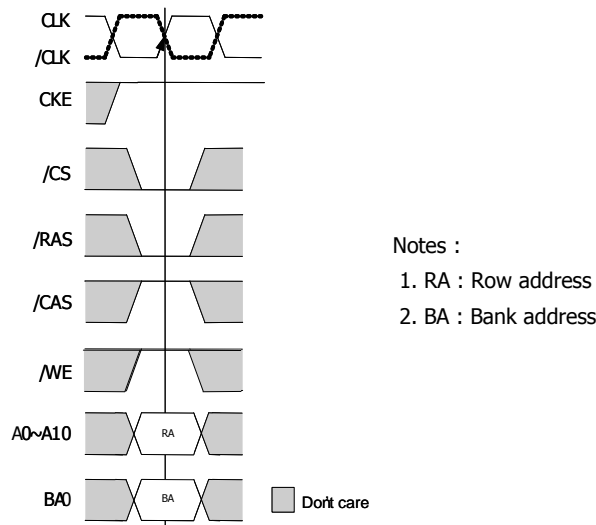 CLK
/CLK
CKE
/CS
/RAS
/CAS
/WE
A0~A10
RA
BA0
BA
Don't care
Notes :
1. RA : Row address
2. BA : Bank address